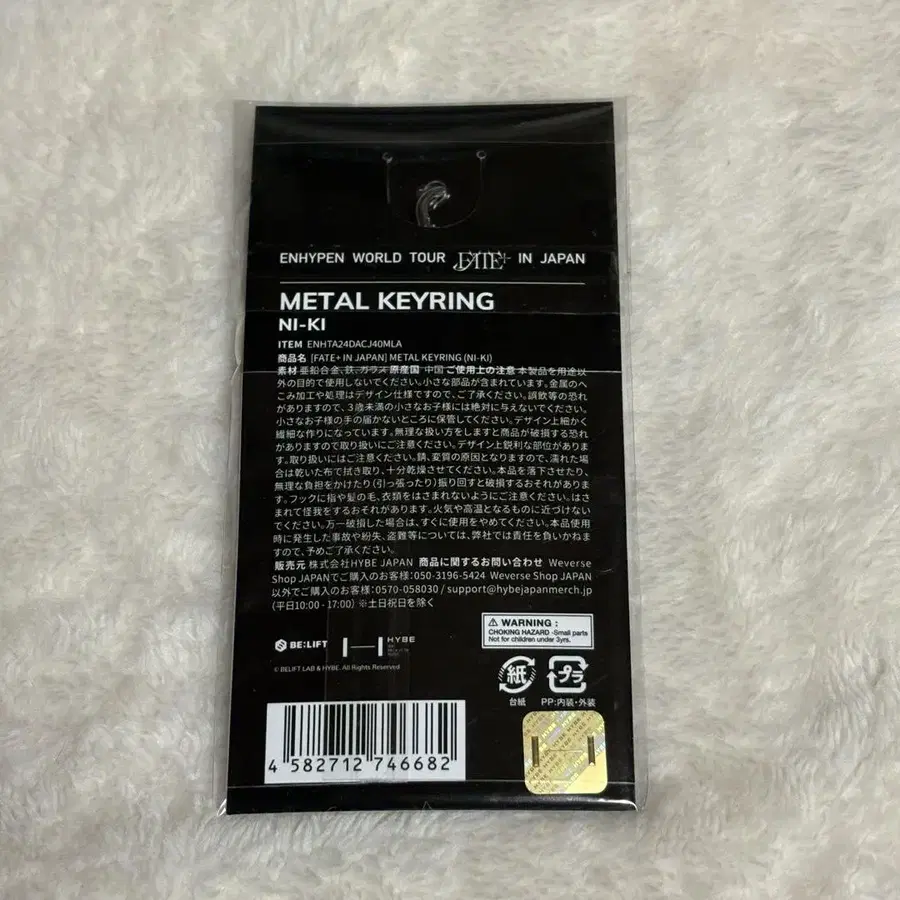 ENHYPEN WORLD TOUR FATE+ IN JAPAN
METAL KEYRING
NI-KI
ITEM ENHTA24DACJ40MLA
商品名 [FATE+ IN JAPAN] METAL KEYRING (NI-KI)
素材 亜鉛合金、鉄、ガラス 原産国 中国 ご使用上の注意 本製品を用途以
外の目的で使用しないでください。小さな部品が含まれています。金属のへ
こみ加工や処理はデザイン仕様ですので、ご了承ください。誤飲等の恐れ
がありますので、3歳未満の小さなお子様には絶対に与えないでください。
小さなお子様の手の届かないところに保管してください。デザイン上細かく
繊細な作りになっています。無理な扱い方をしますと商品が破損する恐れ
がありますので取り扱いにご注意ください。デザイン上鋭利な部位がありま
す。取り扱いにはご注意ください。錆、変質の原因となりますので、濡れた場
合は乾いた布で拭き取り、十分乾燥させてください。本品を落下させたり、
無理な負担をかけたり(引っ張ったり)振り回すと破損するおそれがありま
す。フックに指や髪の毛、衣類をはさまれないようにご注意ください。はさ
まれて怪我をするおそれがあります。火気や高温となるものに近づけない
でください。万一破損した場合は、すぐに使用をやめてください。本品使用
時に発生した事故や紛失、盗難等については、弊社では責任を負いかねま
すので、予めご了承ください。
販売元 株式会社HYBE JAPAN 商品に関するお問い合わせ Weverse
Shop JAPANでご購入のお客様：050-3196-5424 Weverse Shop JAPAN
以外でご購入のお客様：0570-058030 / support@hybejapanmerch.jp
(平日10:00 - 17:00) ※土日祝日を除く
⚠ WARNING :
CHOKING HAZARD -Small parts
Not for children under 3yrs.
BE:LIFT HYBE
© BELIFT LAB & HYBE. All Rights Reserved
紙 プラ
台紙 PP:内装・外装
4 582712 746682